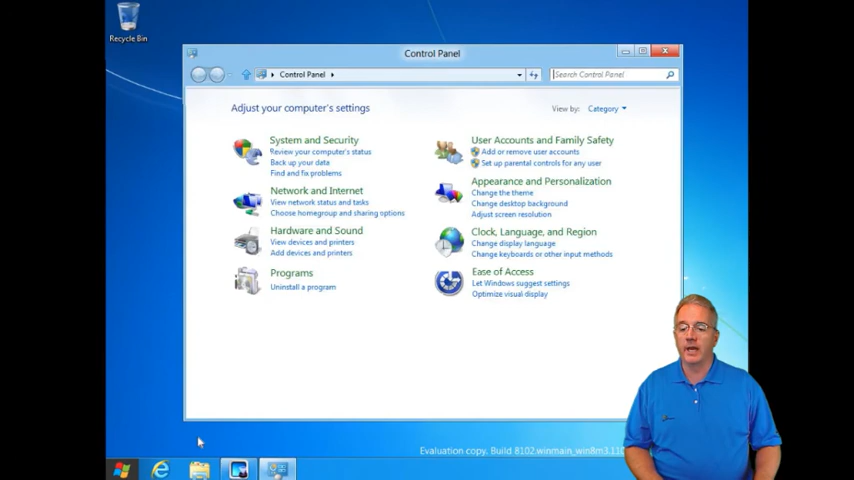 Recycle Bin
Control Panel
Control Panel
Search Control Panel
Adjust your computer's settings
View by: Category
System and Security
Review your computer's status
Back up your data
Find and fix problems
Network and Internet
View network status and tasks
Choose homegroup and sharing options
Hardware and Sound
View devices and printers
Add devices and printers
Programs
Uninstall a program
User Accounts and Family Safety
Add or remove user accounts
Set up parental controls for any user
Appearance and Personalization
Change the theme
Change desktop background
Adjust screen resolution
Clock, Language, and Region
Change display language
Change keyboards or other input methods
Ease of Access
Let Windows suggest settings
Optimize visual display
Evaluation copy. Build 8102.winmain_win8m3.110